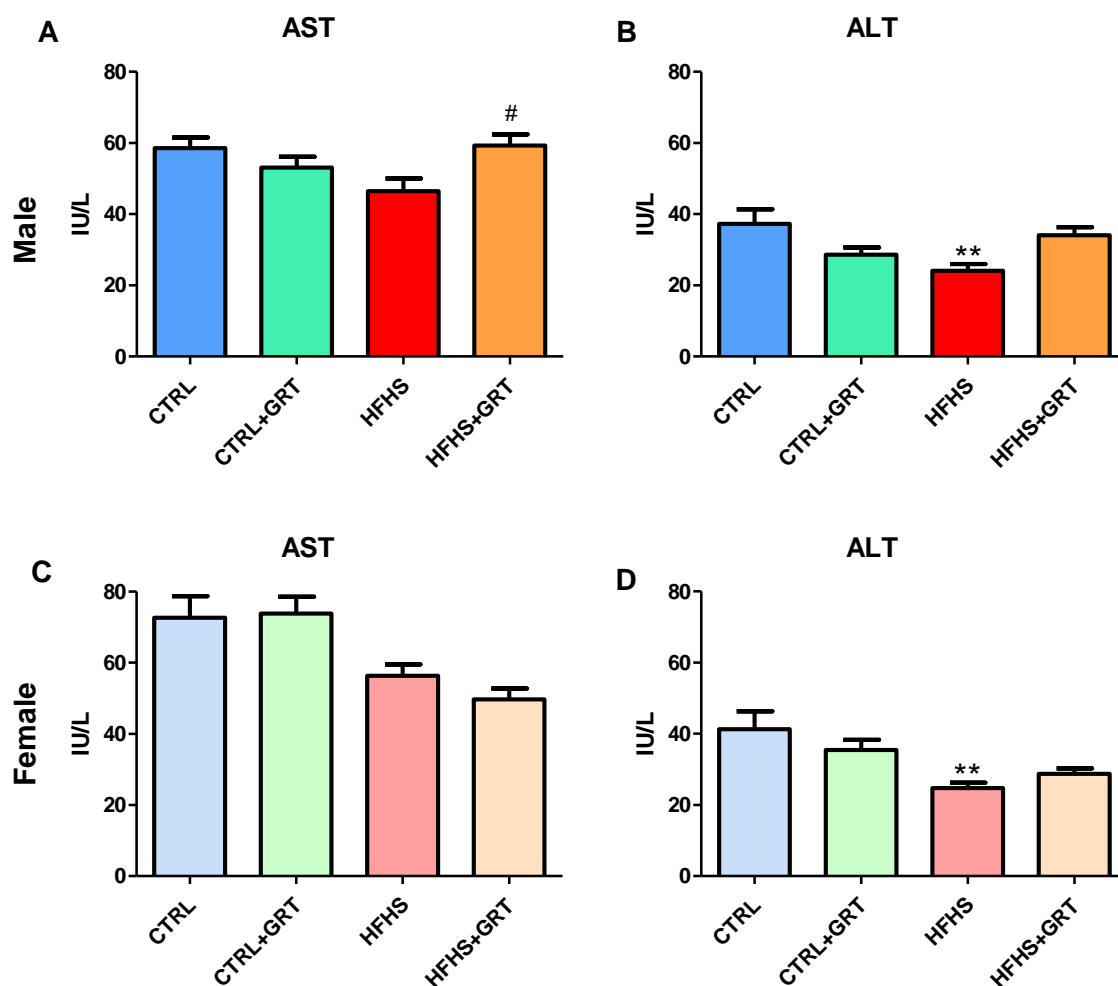 A
AST
80
60
40
20
0
IU/L
Male
#
CTRL
CTRL+GRT
HFHS
HFHS+GRT
B
ALT
80
60
40
20
0
IU/L
**
CTRL
CTRL+GRT
HFHS
HFHS+GRT
C
AST
80
60
40
20
0
IU/L
Female
CTRL
CTRL+GRT
HFHS
HFHS+GRT
D
ALT
80
60
40
20
0
IU/L
**
CTRL
CTRL+GRT
HFHS
HFHS+GRT